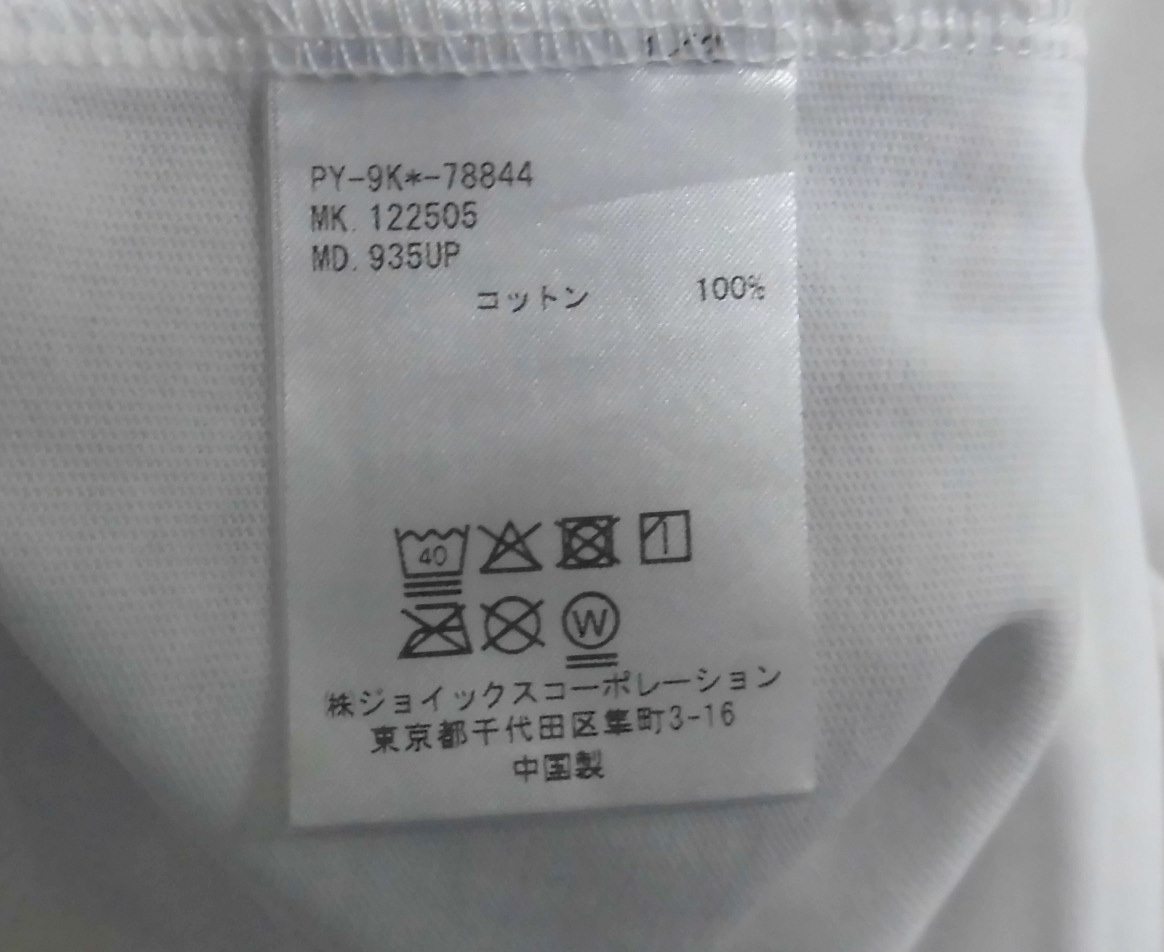 PY-9K*-78844
MK. 122505
MD. 935UP
コットン 100%
40
W
株ジョイックスコーポレーション
東京都千代田区隼町3-16
中国製